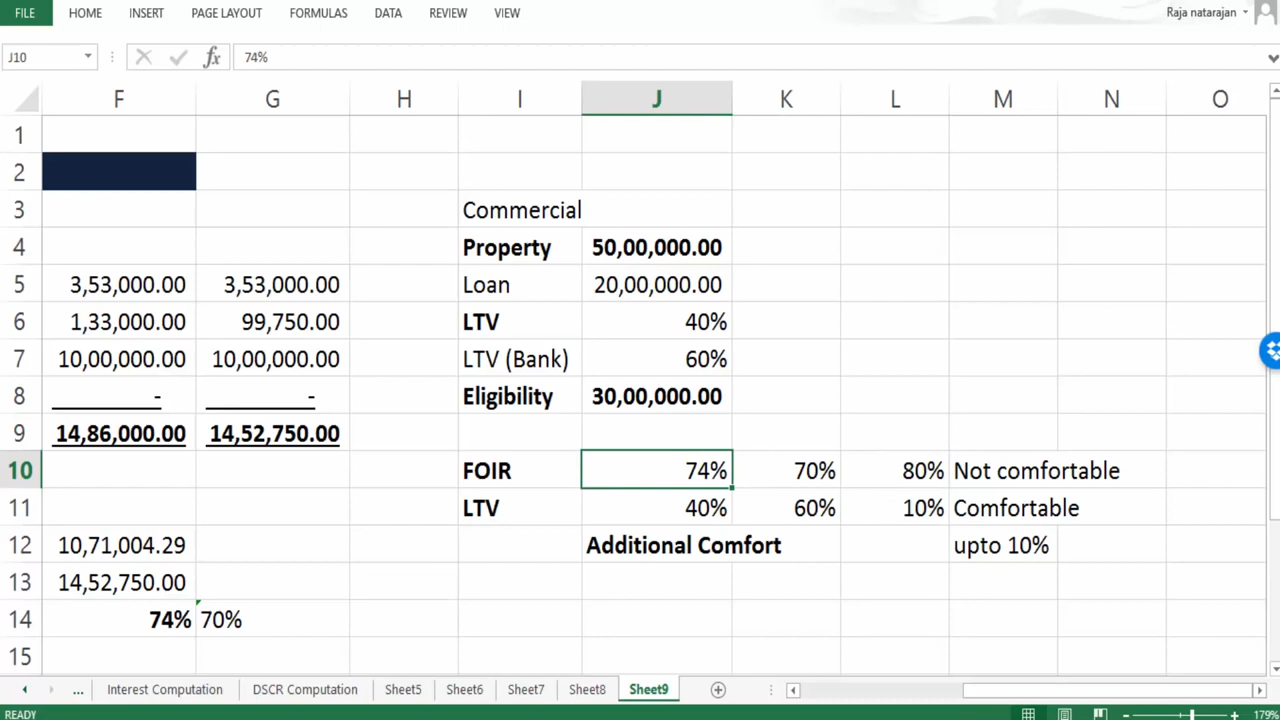 FILE HOME INSERT PAGE LAYOUT FORMULAS DATA REVIEW VIEW Raja natarajan
J10 fx 74%
F G H I J K L M N O
1
2
3 Commercial
4 Property 50,00,000.00
5 3,53,000.00 3,53,000.00 Loan 20,00,000.00
6 1,33,000.00 99,750.00 LTV 40%
7 10,00,000.00 10,00,000.00 LTV (Bank) 60%
8 - - Eligibility 30,00,000.00
9 14,86,000.00 14,52,750.00
10 FOIR 74% 70% 80% Not comfortable
11 LTV 40% 60% 10% Comfortable
12 10,71,004.29 Additional Comfort upto 10%
13 14,52,750.00
14 74% 70%
15
... Interest Computation DSCR Computation Sheet5 Sheet6 Sheet7 Sheet8 Sheet9
READY 179%